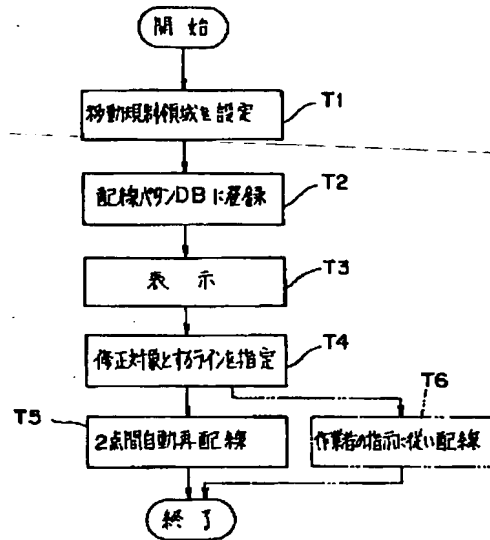 開始
移動規制領域を設定
T1
配線パタンDBに登録
T2
表示
T3
修正対象とするラインを指定
T4
T5
2点間自動再配線
T6
作業者の指示に従い配線
終了